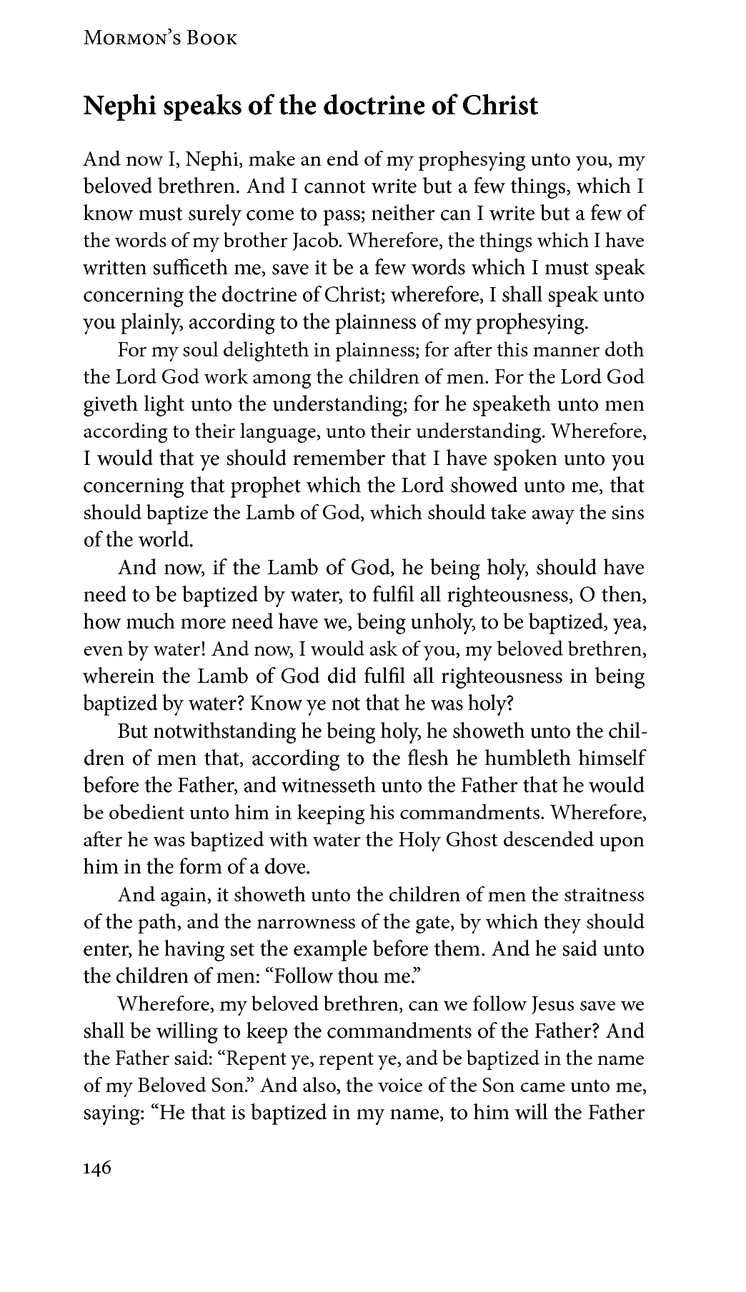 Mormon's Book
Nephi speaks of the doctrine of Christ
And now I, Nephi, make an end of my prophesying unto you, my
beloved brethren. And I cannot write but a few things, which I
know must surely come to pass; neither can I write but a few of
the words of my brother Jacob. Wherefore, the things which I have
written sufficeth me, save it be a few words which I must speak
concerning the doctrine of Christ; wherefore, I shall speak unto
you plainly, according to the plainness of my prophesying.
For my soul delighteth in plainness; for after this manner doth
the Lord God work among the children of men. For the Lord God
giveth light unto the understanding; for he speaketh unto men
according to their language, unto their understanding. Wherefore,
I would that ye should remember that I have spoken unto you
concerning that prophet which the Lord showed unto me, that
should baptize the Lamb of God, which should take away the sins
of the world.
And now, if the Lamb of God, he being holy, should have
need to be baptized by water, to fulfil all righteousness, O then,
how much more need have we, being unholy, to be baptized, yea,
even by water! And now, I would ask of you, my beloved brethren,
wherein the Lamb of God did fulfil all righteousness in being
baptized by water? Know ye not that he was holy?
But notwithstanding he being holy, he showeth unto the chil-
dren of men that, according to the flesh he humbleth himself
before the Father, and witnesseth unto the Father that he would
be obedient unto him in keeping his commandments. Wherefore,
after he was baptized with water the Holy Ghost descended upon
him in the form of a dove.
And again, it showeth unto the children of men the straitness
of the path, and the narrowness of the gate, by which they should
enter, he having set the example before them. And he said unto
the children of men: “Follow thou me.”
Wherefore, my beloved brethren, can we follow Jesus save we
shall be willing to keep the commandments of the Father? And
the Father said: “Repent ye, repent ye, and be baptized in the name
of my Beloved Son.” And also, the voice of the Son came unto me,
saying: “He that is baptized in my name, to him will the Father
146